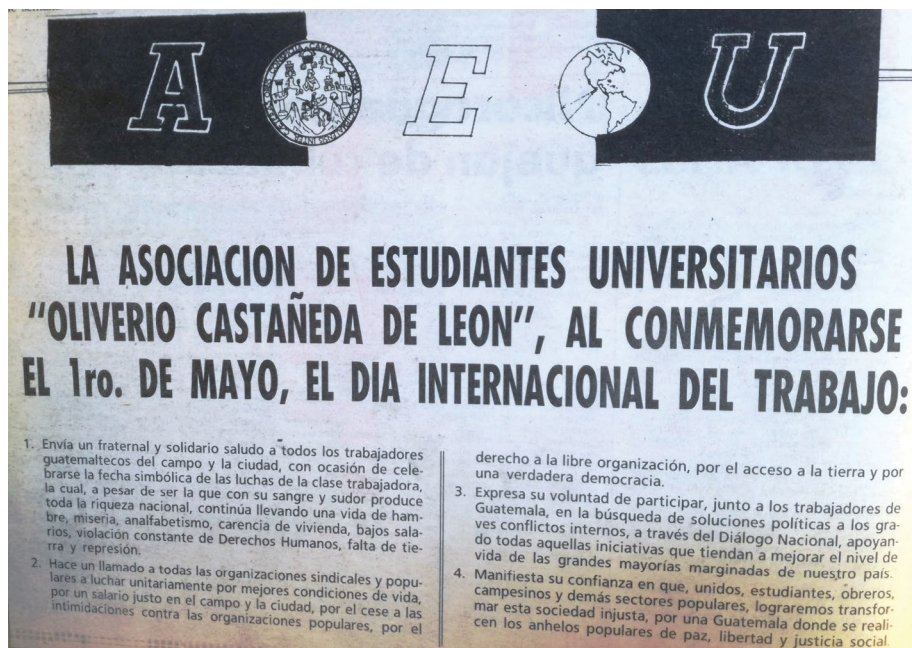 A E U
LA ASOCIACION DE ESTUDIANTES UNIVERSITARIOS
"OLIVERIO CASTAÑEDA DE LEON", AL CONMEMORARSE
EL 1ro. DE MAYO, EL DIA INTERNACIONAL DEL TRABAJO:
1. Envía un fraternal y solidario saludo a todos los trabajadores
guatemaltecos del campo y la ciudad, con ocasión de cele-
brarse la fecha simbólica de las luchas de la clase trabajadora,
la cual, a pesar de ser la que con su sangre y sudor produce
toda la riqueza nacional, continúa llevando una vida de ham-
bre, miseria, analfabetismo, carencia de vivienda, bajos sala-
rios, violación constante de Derechos Humanos, falta de tie-
rra y represión.
2. Hace un llamado a todas las organizaciones sindicales y popu-
lares a luchar unitariamente por mejores condiciones de vida,
por un salario justo en el campo y la ciudad, por el cese a las
intimidaciones contra las organizaciones populares, por el
derecho a la libre organización, por el acceso a la tierra y por
una verdadera democracia.
3. Expresa su voluntad de participar, junto a los trabajadores de
Guatemala, en la búsqueda de soluciones políticas a los gra-
ves conflictos internos, a través del Diálogo Nacional, apoyan-
do todas aquellas iniciativas que tiendan a mejorar el nivel de
vida de las grandes mayorías marginadas de nuestro país.
4. Manifiesta su confianza en que, unidos, estudiantes, obreros,
campesinos y demás sectores populares, lograremos transfor-
mar esta sociedad injusta, por una Guatemala donde se reali-
cen los anhelos populares de paz, libertad y justicia social.